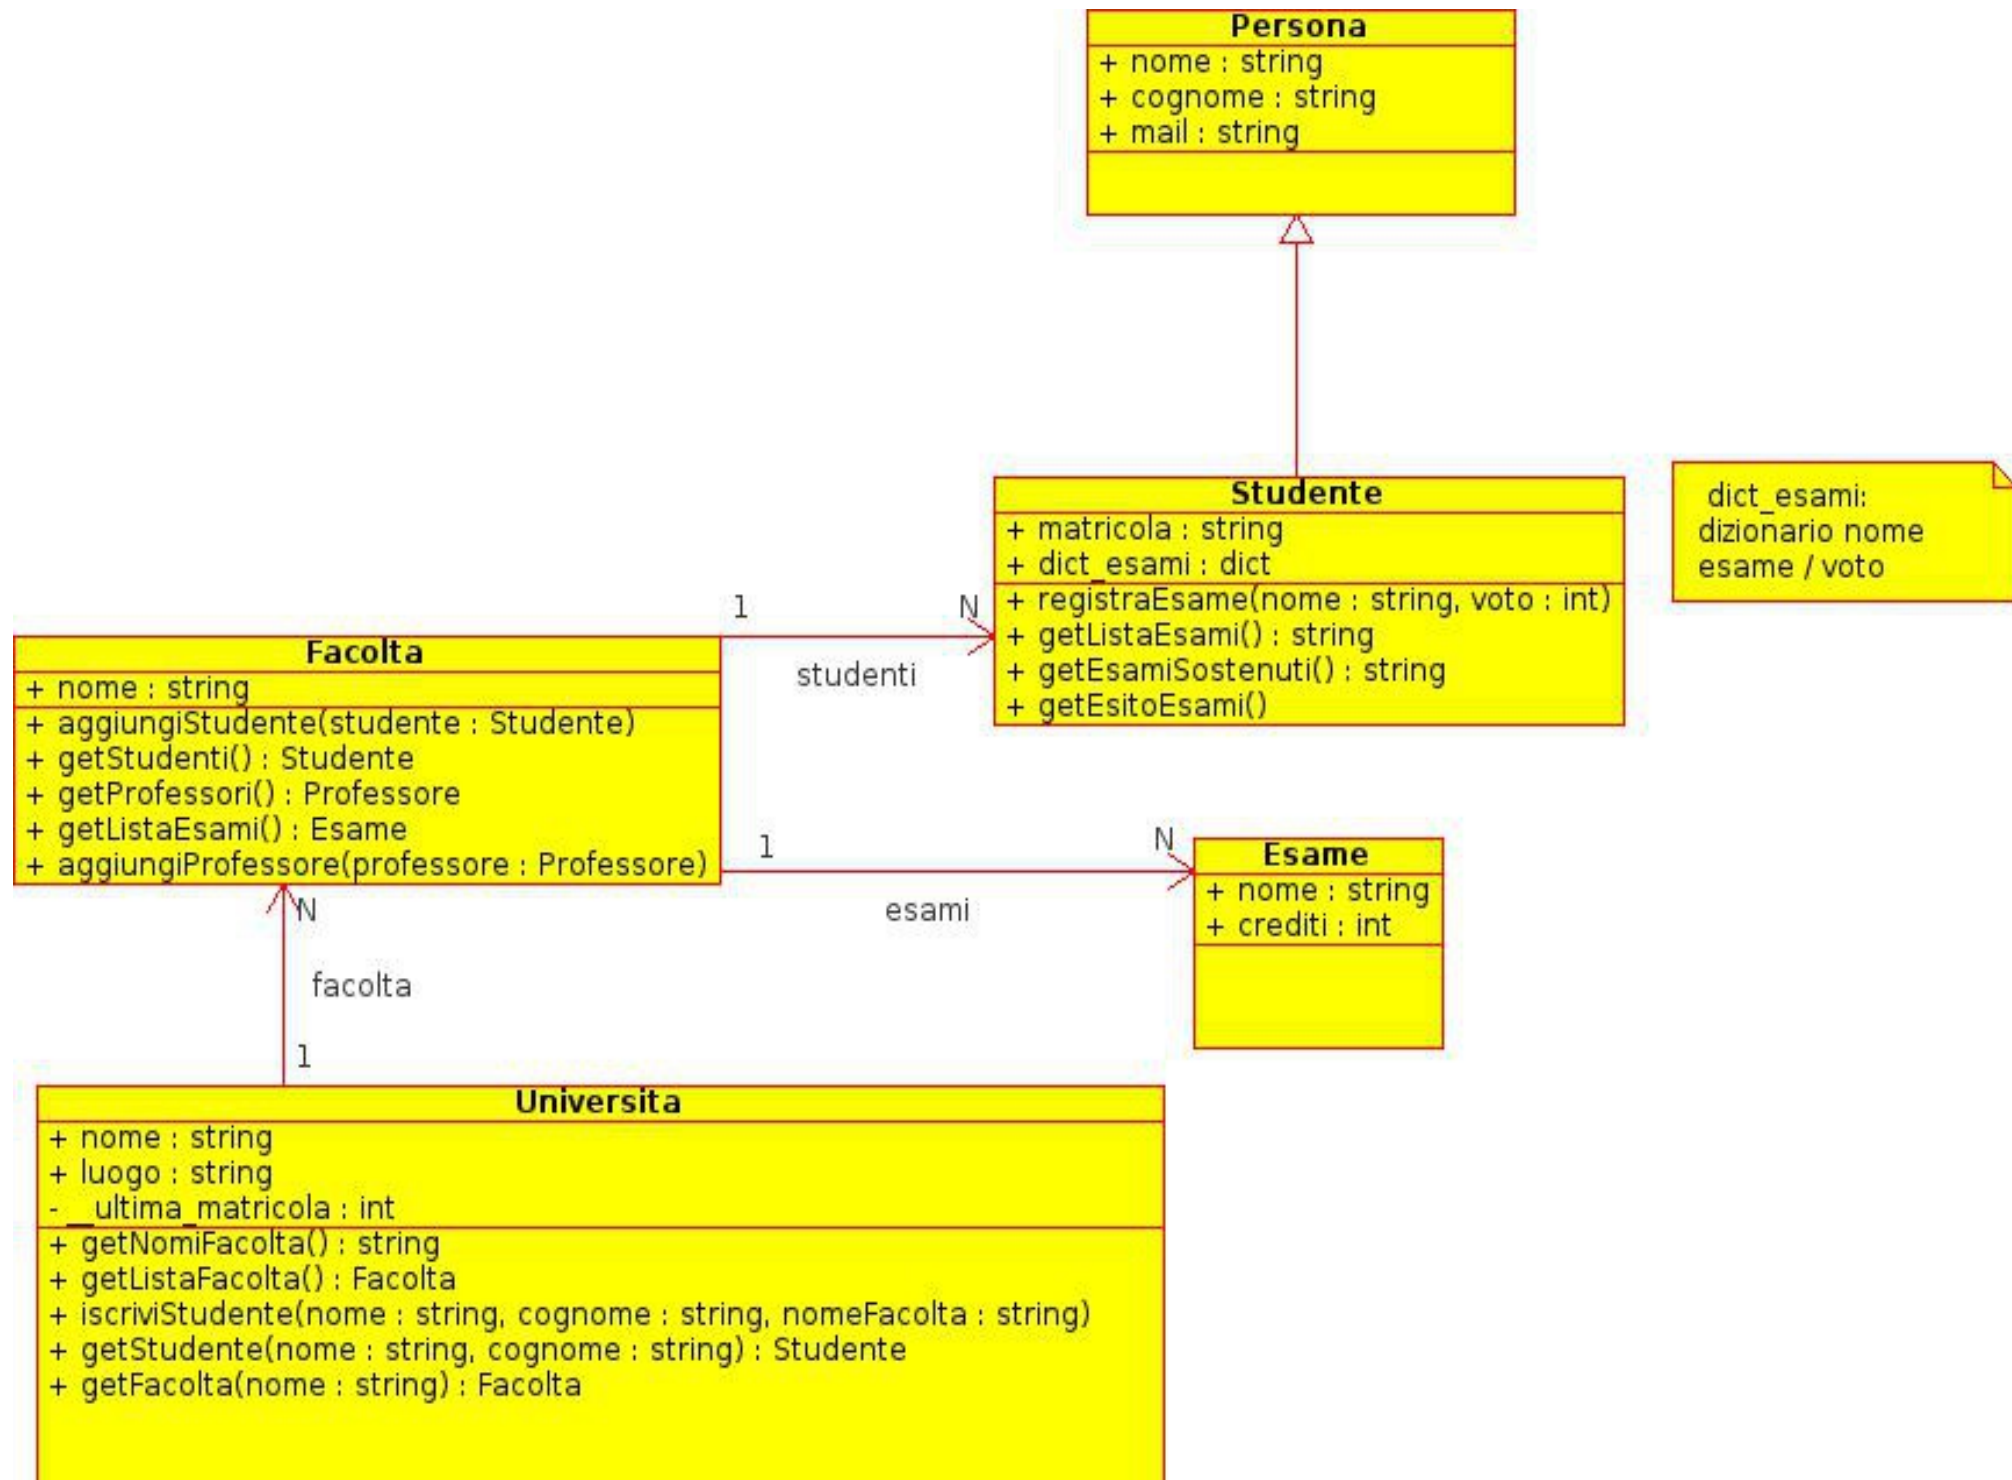 Persona
+ nome : string
+ cognome : string
+ mail : string
Studente
+ matricola : string
+ dict_esami : dict
+ registraEsame(nome : string, voto : int)
+ getListaEsami() : string
+ getEsamiSostenuti() : string
+ getEsitoEsami()
dict_esami:
dizionario nome
esame / voto
1
N
studenti
Facolta
+ nome : string
+ aggiungiStudente(studente : Studente)
+ getStudenti() : Studente
+ getProfessori() : Professore
+ getListaEsami() : Esame
+ aggiungiProfessore(professore : Professore)
1
N
esami
Esame
+ nome : string
+ crediti : int
N
facolta
1
Universita
+ nome : string
+ luogo : string
- __ultima_matricola : int
+ getNomiFacolta() : string
+ getListaFacolta() : Facolta
+ iscriviStudente(nome : string, cognome : string, nomeFacolta : string)
+ getStudente(nome : string, cognome : string) : Studente
+ getFacolta(nome : string) : Facolta